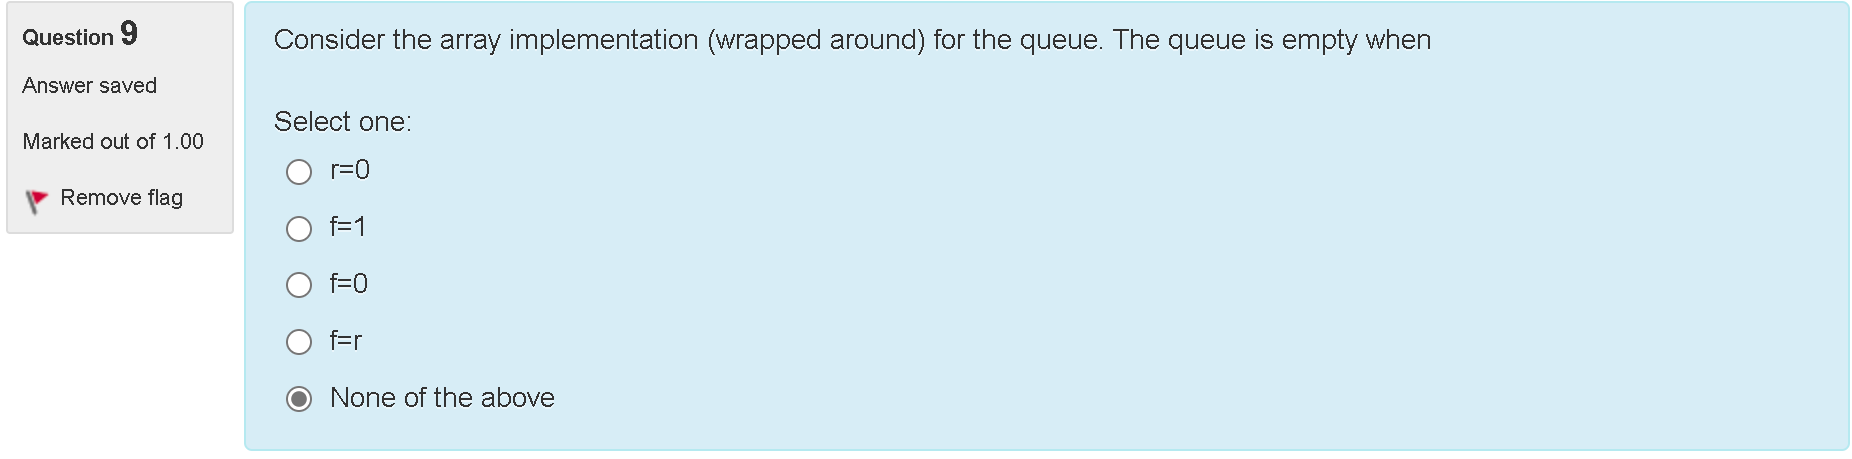 Question 9
Answer saved
Marked out of 1.00
Remove flag
Consider the array implementation (wrapped around) for the queue. The queue is empty when
Select one:
r=0
f=1
f=0
f=r
None of the above